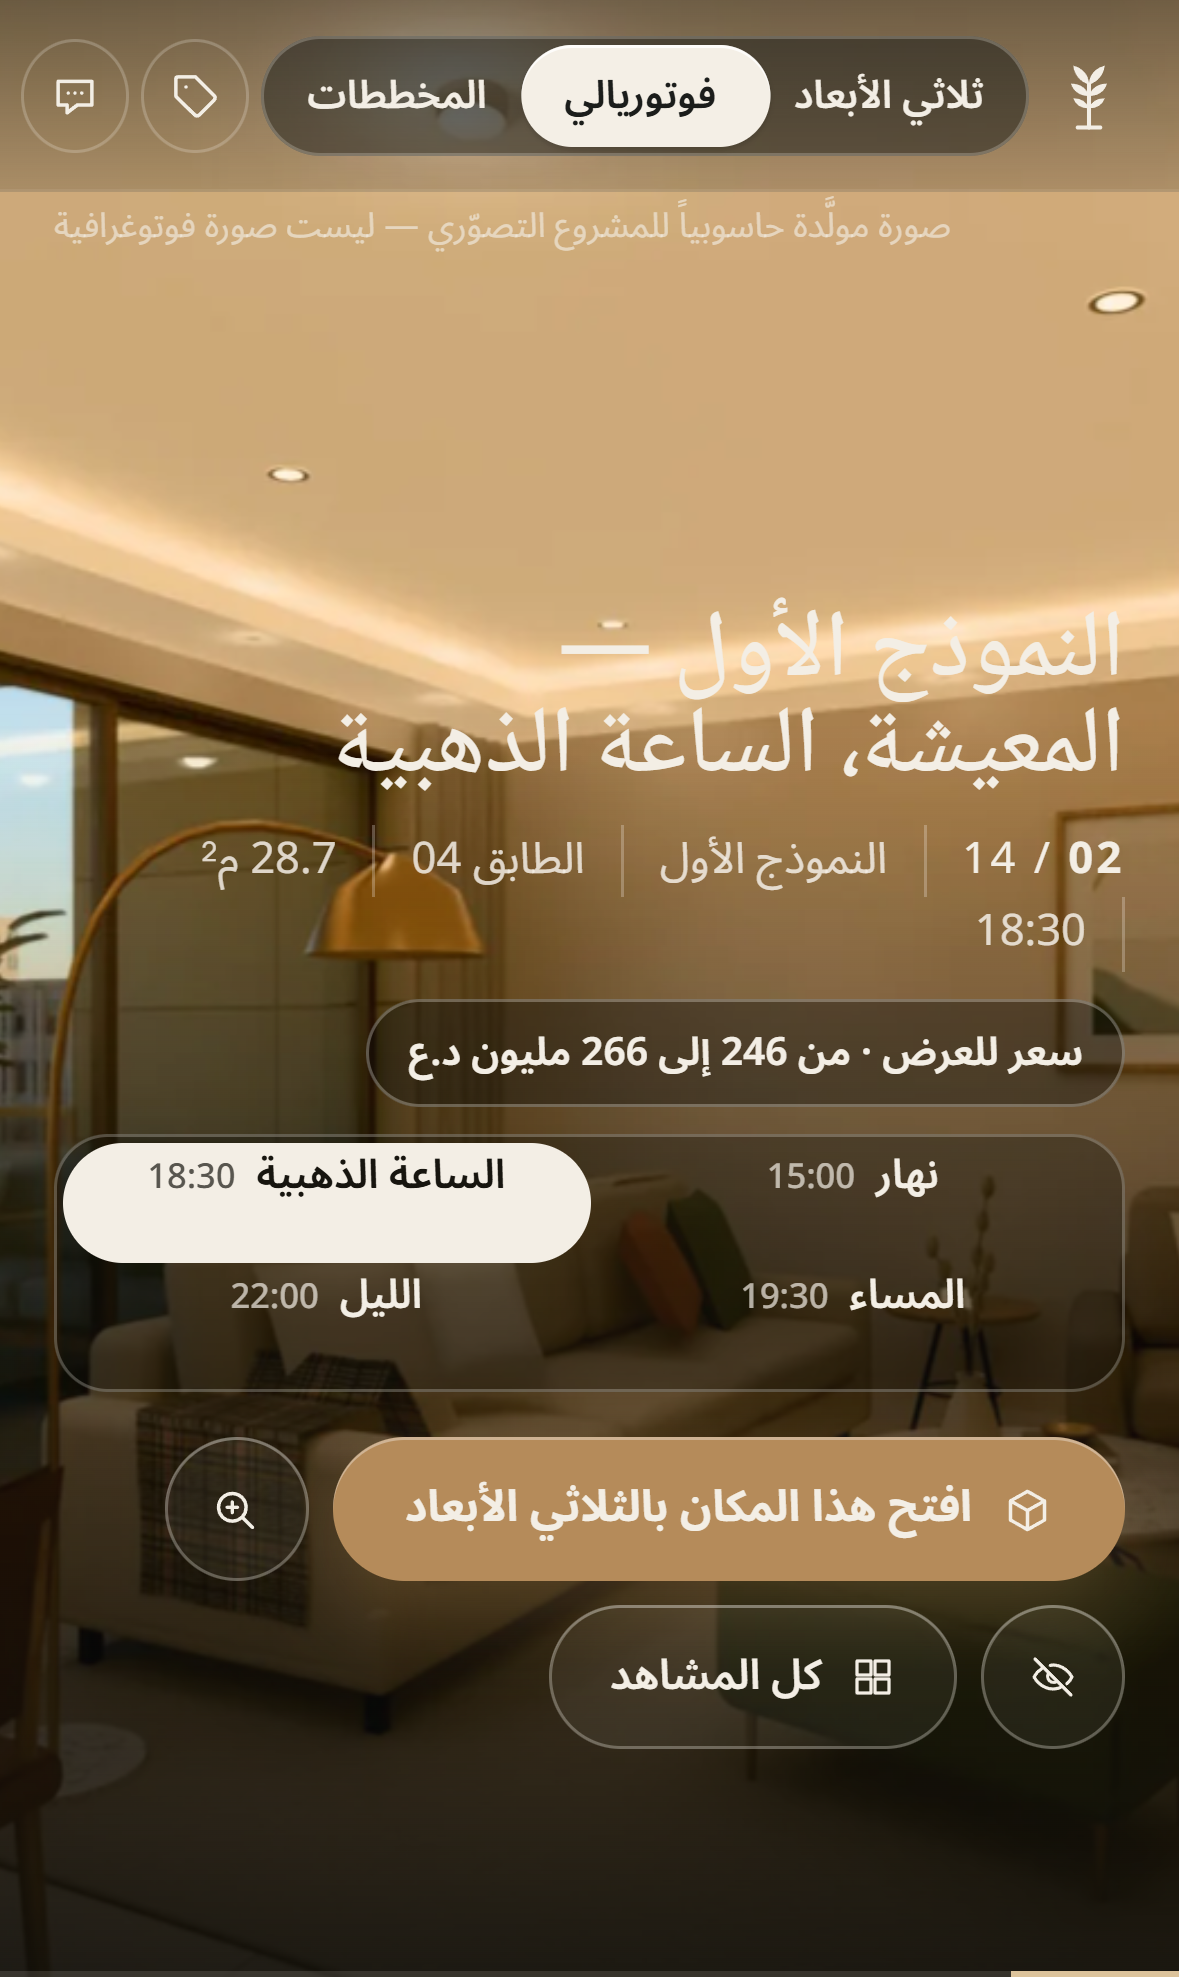 ثلاثي الأبعاد فوتوريالي المخططات
صورة مولَّدة حاسوبياً للمشروع التصوّري — ليست صورة فوتوغرافية
النموذج الأول —
المعيشة، الساعة الذهبية
02 / 14 النموذج الأول الطابق 04 28.7 م²
18:30
سعر للعرض · من 246 إلى 266 مليون د.ع
نهار 15:00 الساعة الذهبية 18:30
المساء 19:30 الليل 22:00
افتح هذا المكان بالثلاثي الأبعاد
كل المشاهد